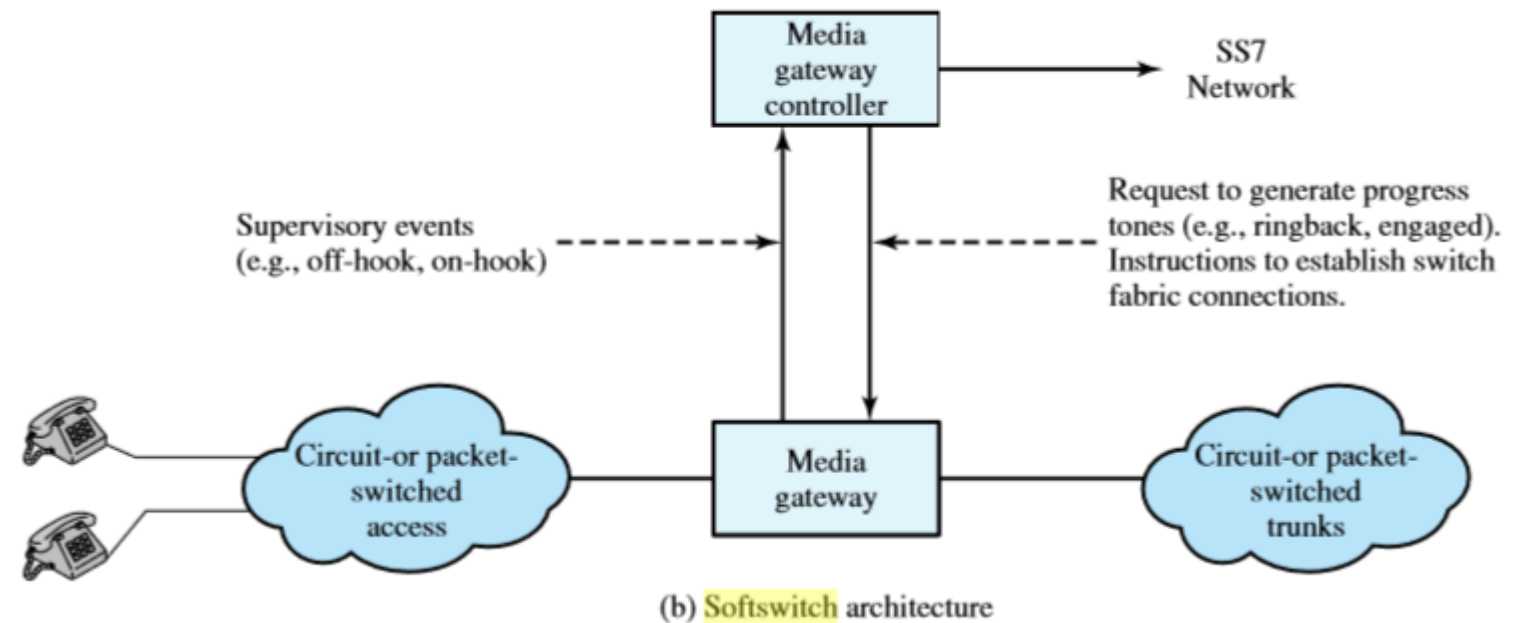 Media
gateway
controller
SS7
Network
Supervisory events
(e.g., off-hook, on-hook)
Request to generate progress
tones (e.g., ringback, engaged).
Instructions to establish switch
fabric connections.
Circuit-or packet-
switched
access
Media
gateway
Circuit-or packet-
switched
trunks
(b) Softswitch architecture